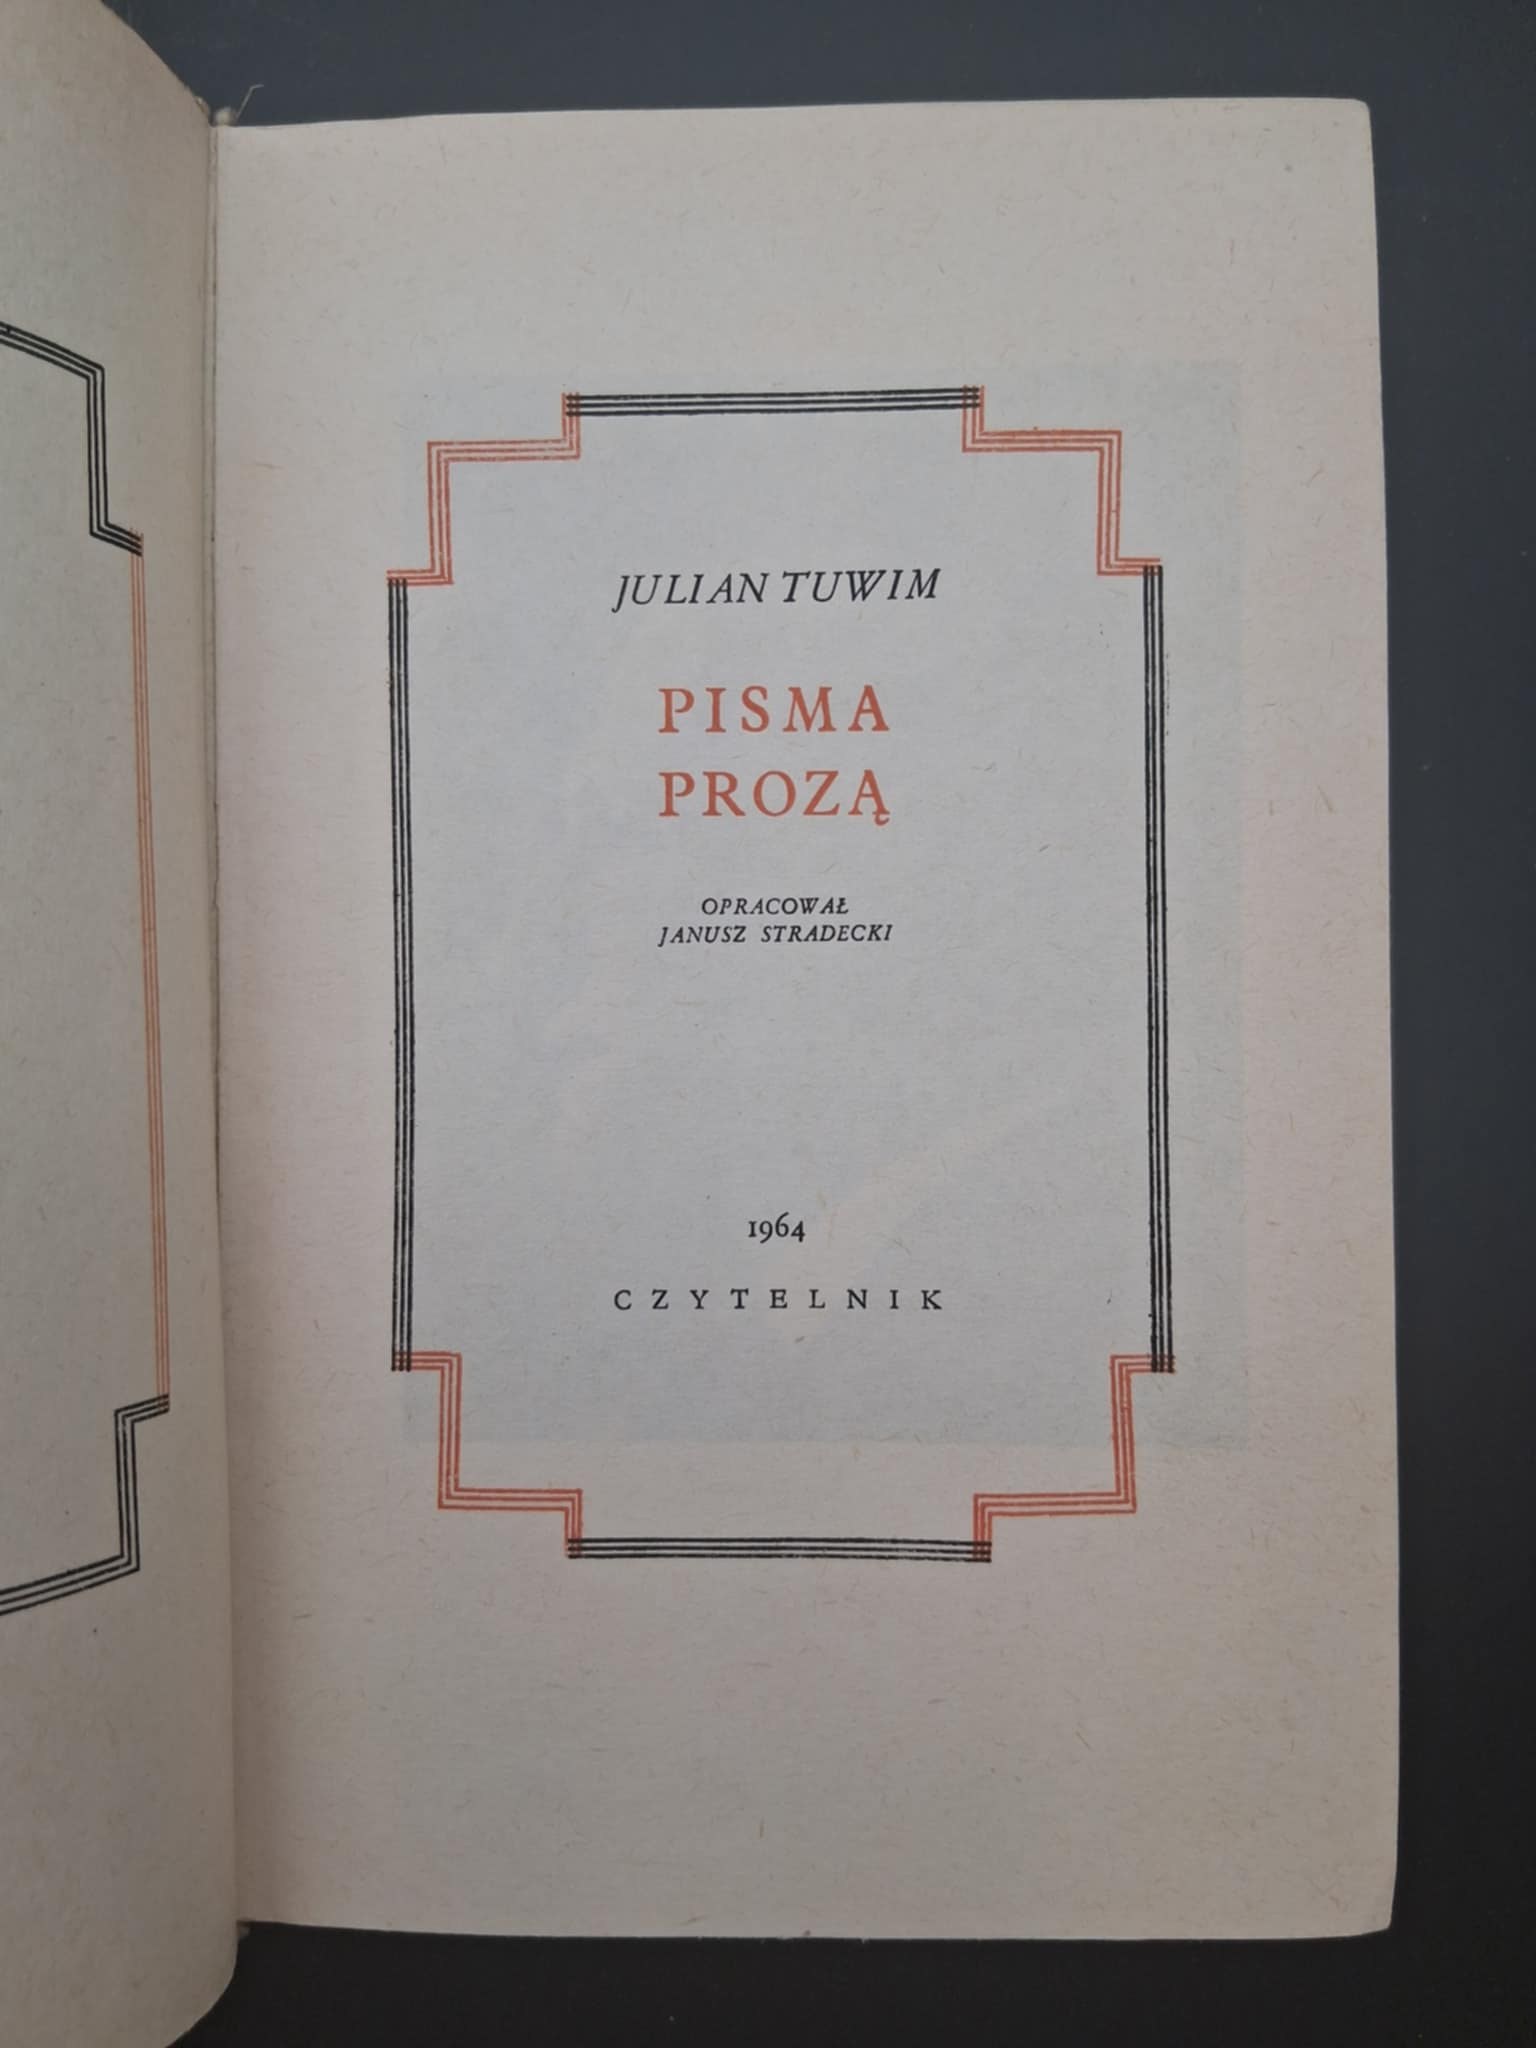 JULIAN TUWIM
PISMA
PROZĄ
OPRACOWAŁ
JANUSZ STRADECKI
1964
CZYTELNIK